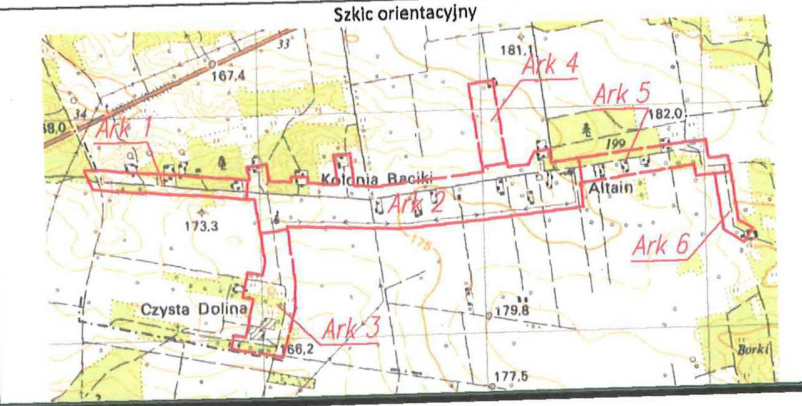 Szkic orientacyjny
33
181,1
Ark 4
167,4
Ark 5
34
182,0
168,0
Ark 1
199
Kolonia Baciki
Altain
Ark 2
173,3
175
Ark 6
Czysta Dolina
179,8
Ark 3
166,2
Borki
177,5